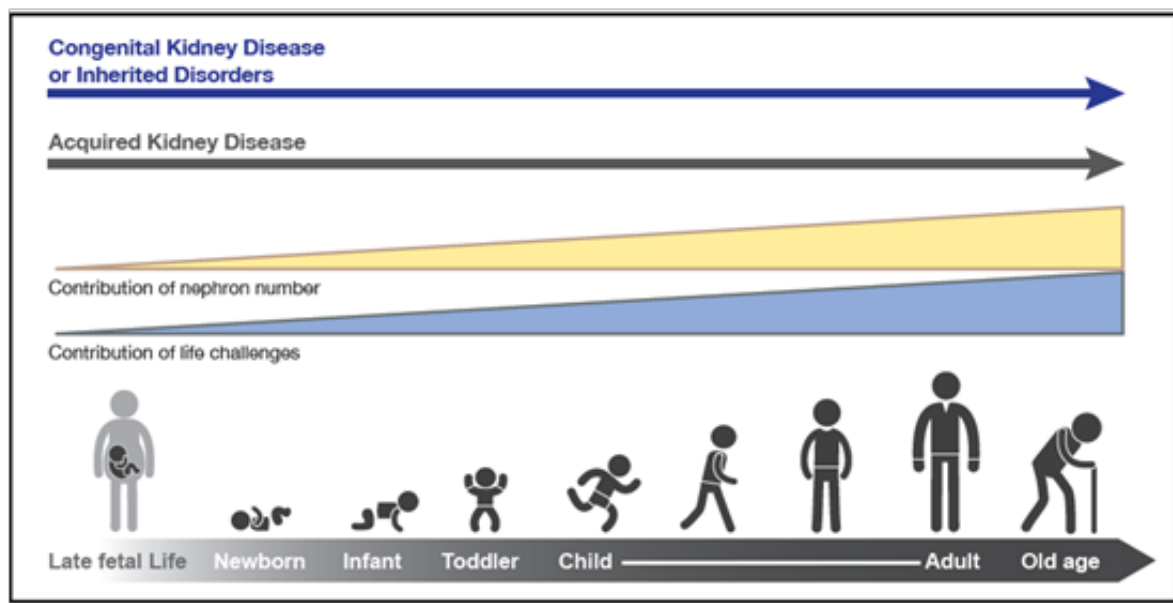 Congenital Kidney Disease
or Inherited Disorders
Acquired Kidney Disease
Contribution of nephron number
Contribution of life challenges
Late fetal Life Newborn Infant Toddler Child Adult Old age